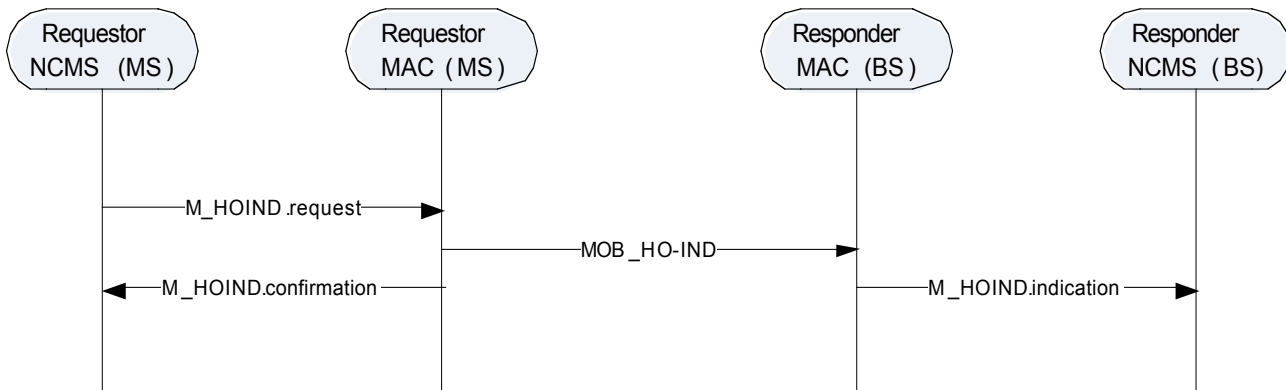 Requestor
NCMS (MS)
Requestor
MAC (MS)
Responder
MAC (BS)
Responder
NCMS (BS)
M_HOIND.request
MOB_HO-IND
M_HOIND.confirmation
M_HOIND.indication